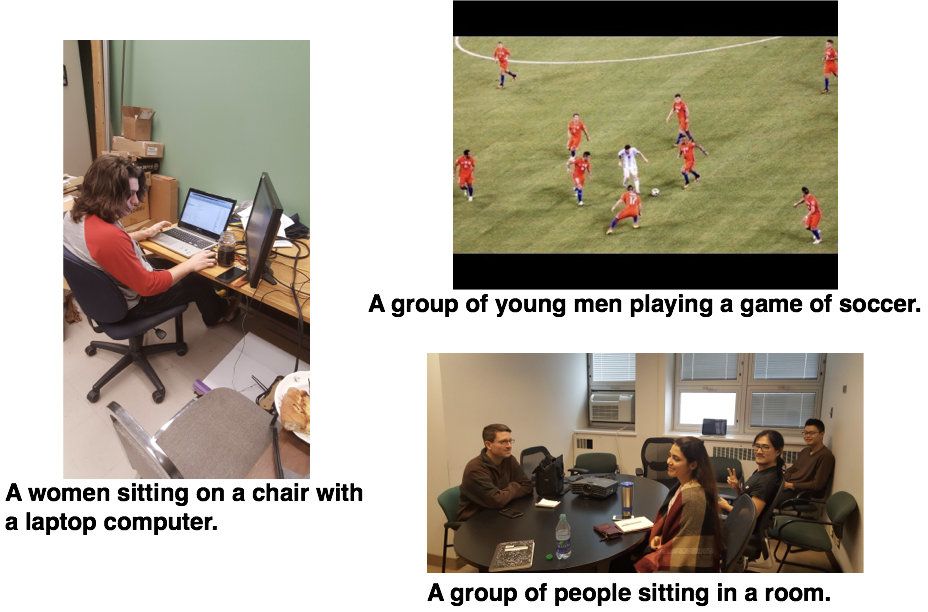 A group of young men playing a game of soccer.
A women sitting on a chair with
a laptop computer.
A group of people sitting in a room.